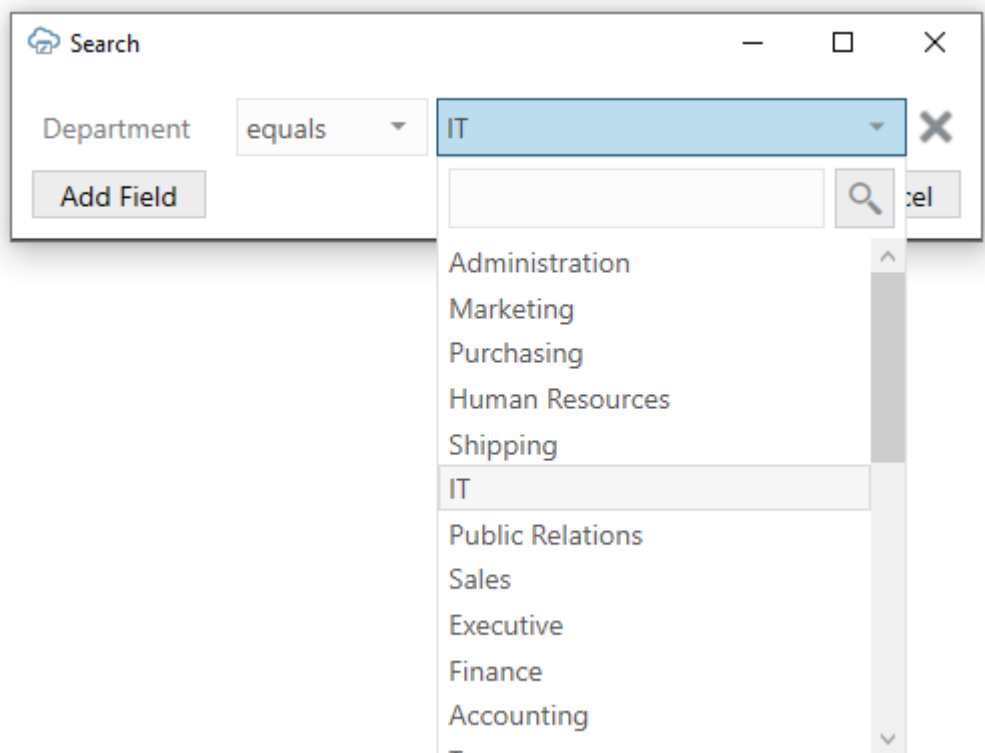 Search
Department equals IT
Add Field
Administration
Marketing
Purchasing
Human Resources
Shipping
IT
Public Relations
Sales
Executive
Finance
Accounting